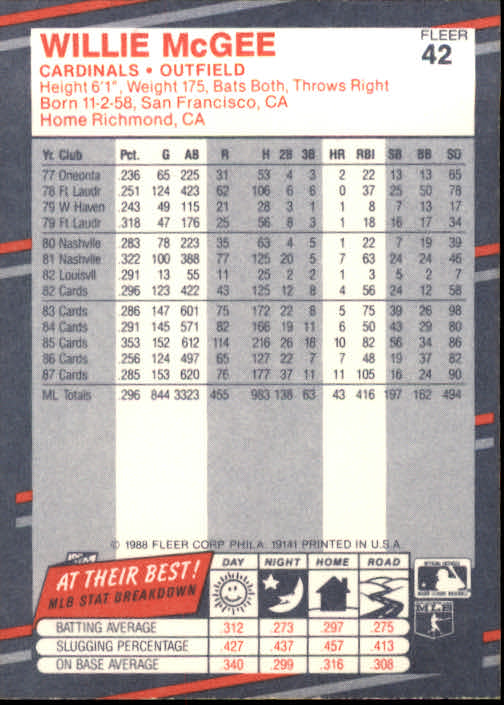 WILLIE McGEE
FLEER
42
CARDINALS • OUTFIELD
Height 6'1", Weight 175, Bats Both, Throws Right
Born 11-2-58, San Francisco, CA
Home Richmond, CA
Yr. Club Pct. G AB R H 2B 3B HR RBI SB BB SO
77 Oneonta .236 65 225 31 53 4 3 2 22 13 13 65
78 Ft Laudr .251 124 423 62 106 6 6 0 37 25 50 78
79 W Haven .243 49 115 21 28 3 1 1 8 7 13 17
79 Ft Laudr .318 47 176 25 56 8 3 1 18 16 17 34
80 Nashvlle .283 78 223 35 63 4 5 1 22 7 19 39
81 Nashvlle .322 100 388 77 125 20 5 7 63 24 24 46
82 Louisvll .291 13 55 11 25 2 2 1 3 5 2 7
82 Cards .296 123 422 43 125 12 8 4 56 24 12 58
83 Cards .286 147 601 75 172 22 8 5 75 39 26 98
84 Cards .291 145 571 82 166 19 11 6 50 43 29 80
85 Cards .353 152 612 114 216 26 18 10 82 56 34 86
86 Cards .256 124 497 65 127 22 7 7 48 19 37 82
87 Cards .285 153 620 76 177 37 11 11 105 16 24 90
ML Totals .296 844 3323 455 983 138 63 43 416 197 162 494
© 1988 FLEER CORP PHILA. 19141 PRINTED IN U.S.A.
AT THEIR BEST!
MLB STAT BREAKDOWN
DAY NIGHT HOME ROAD
BATTING AVERAGE .312 .273 .297 .275
SLUGGING PERCENTAGE .427 .437 .457 .413
ON BASE AVERAGE .340 .299 .316 .308